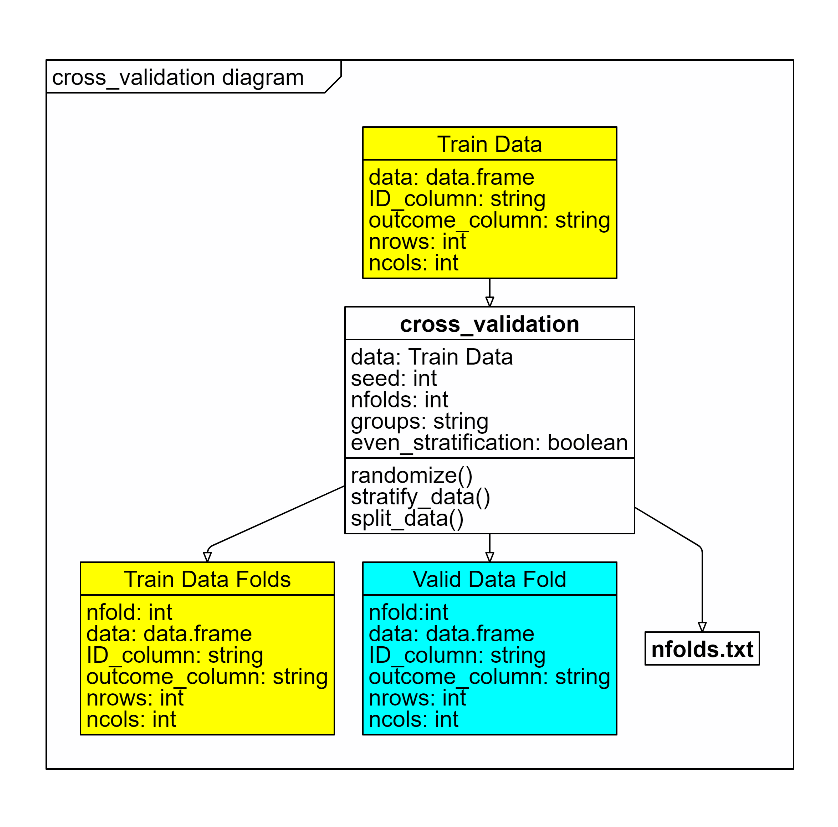 cross_validation diagram
Train Data
data: data.frame
ID_column: string
outcome_column: string
nrows: int
ncols: int
cross_validation
data: Train Data
seed: int
nfolds: int
groups: string
even_stratification: boolean
randomize()
stratify_data()
split_data()
Train Data Folds
nfold: int
data: data.frame
ID_column: string
outcome_column: string
nrows: int
ncols: int
Valid Data Fold
nfold:int
data: data.frame
ID_column: string
outcome_column: string
nrows: int
ncols: int
nfolds.txt